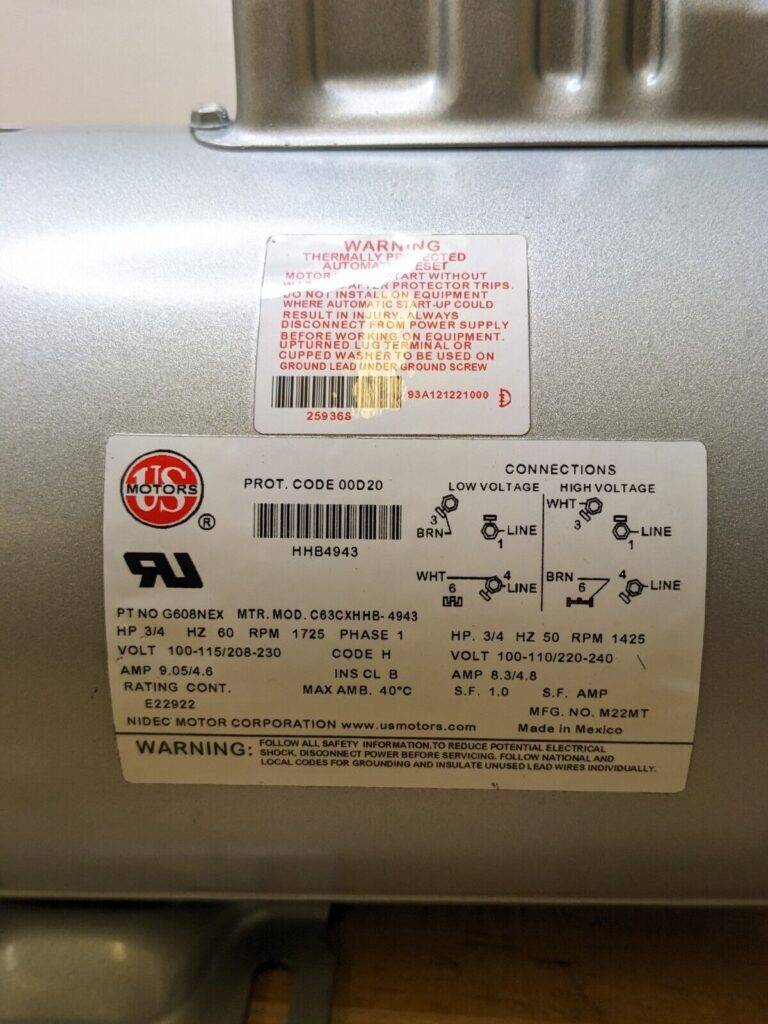 WARNING
THERMALLY PROTECTED
AUTOMATIC RESET
MOTOR START WITHOUT
AFTER PROTECTOR TRIPS.
DO NOT INSTALL ON EQUIPMENT
WHERE AUTOMATIC START-UP COULD
RESULT IN INJURY. ALWAYS
DISCONNECT FROM POWER SUPPLY
BEFORE WORKING ON EQUIPMENT.
UPTURNED LUG TERMINAL OR
CUPPED WASHER TO BE USED ON
GROUND LEAD UNDER GROUND SCREW
93A121221000
259368
US
MOTORS
®
PROT. CODE 00D20
HHB4943
CONNECTIONS
LOW VOLTAGE HIGH VOLTAGE
3 BRN LINE 1
WHT 3 LINE 1
WHT 6 4 LINE
BRN 6 4 LINE
PT NO G608NEX MTR. MOD. C63CXHHB-4943
HP 3/4 HZ 60 RPM 1725 PHASE 1 HP. 3/4 HZ 50 RPM 1425
VOLT 100-115/208-230 CODE H VOLT 100-110/220-240
AMP 9.05/4.6 INS CL B AMP 8.3/4.8
RATING CONT. MAX AMB. 40°C S.F. 1.0 S.F. AMP
E22922 MFG. NO. M22MT
NIDEC MOTOR CORPORATION www.usmotors.com Made in Mexico
WARNING: FOLLOW ALL SAFETY INFORMATION.TO REDUCE POTENTIAL ELECTRICAL
SHOCK, DISCONNECT POWER BEFORE SERVICING. FOLLOW NATIONAL AND
LOCAL CODES FOR GROUNDING AND INSULATE UNUSED LEAD WIRES INDIVIDUALLY.